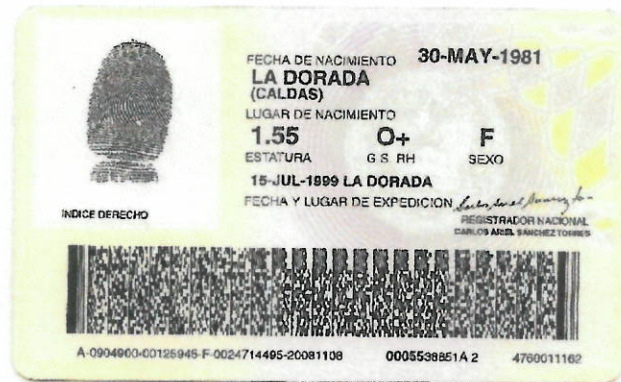 FECHA DE NACIMIENTO 30-MAY-1981
LA DORADA
(CALDAS)
LUGAR DE NACIMIENTO
1.55 O+ F
ESTATURA G.S. RH SEXO
15-JUL-1999 LA DORADA
FECHA Y LUGAR DE EXPEDICION
INDICE DERECHO
REGISTRADOR NACIONAL
CARLOS ARIEL SANCHEZ TORRES
A-0904900-00125945-F-0024714495-20081108 0005538851A 2 4760011162